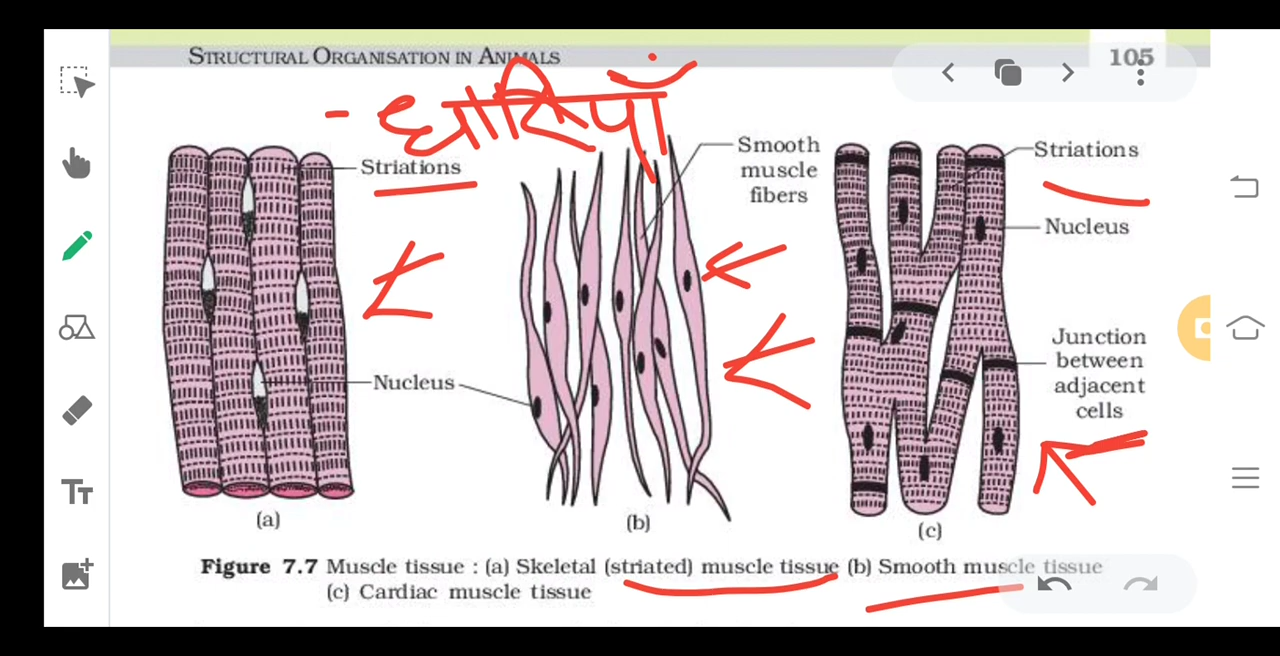 STRUCTURAL ORGANISATION IN ANIMALS 105
- धारियाँ
Striations
Nucleus
Smooth
muscle
fibers
Striations
Nucleus
Junction
between
adjacent
cells
(a)
(b)
(c)
Figure 7.7 Muscle tissue : (a) Skeletal (striated) muscle tissue (b) Smooth muscle tissue
(c) Cardiac muscle tissue